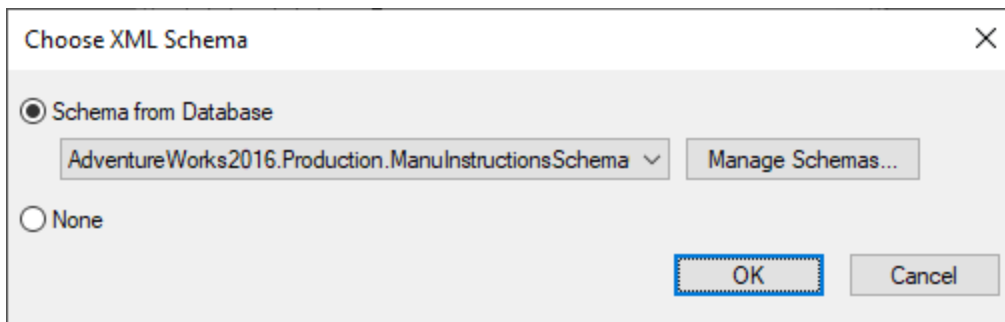 Choose XML Schema
Schema from Database
AdventureWorks2016.Production.ManuInstructionsSchema Manage Schemas...
None
OK Cancel